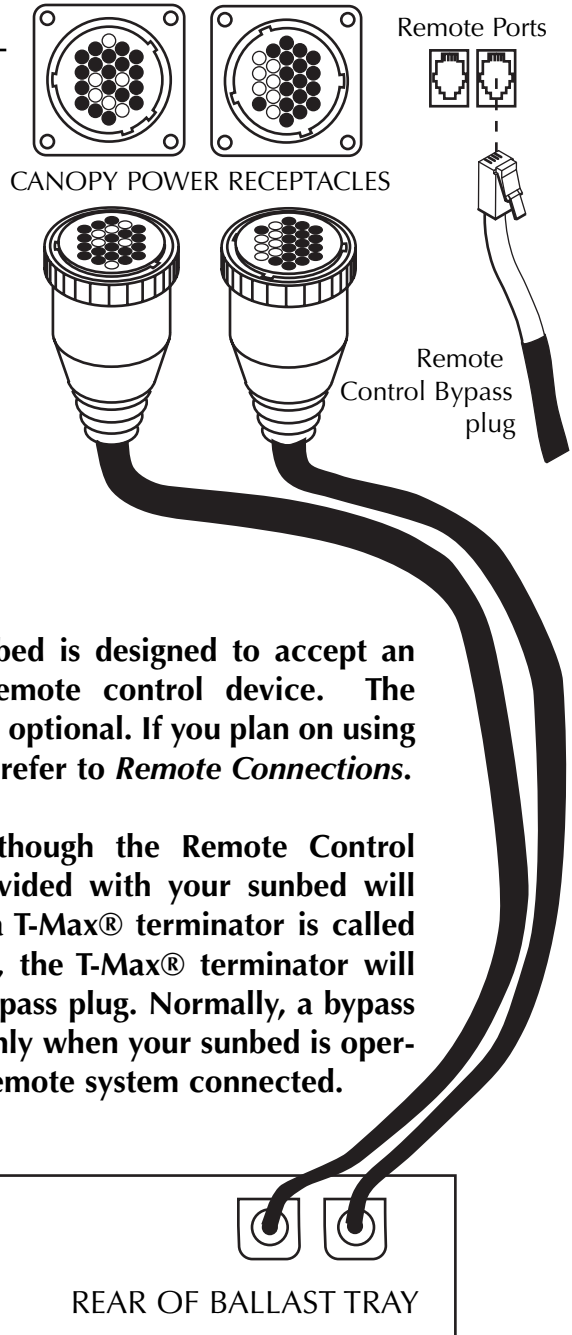 Remote Ports
CANOPY POWER RECEPTACLES
Remote
Control Bypass
plug
bed is designed to accept an
emote control device. The
optional. If you plan on using
refer to Remote Connections.
though the Remote Control
vided with your sunbed will
a T-Max® terminator is called
, the T-Max® terminator will
pass plug. Normally, a bypass
nly when your sunbed is oper-
emote system connected.
REAR OF BALLAST TRAY